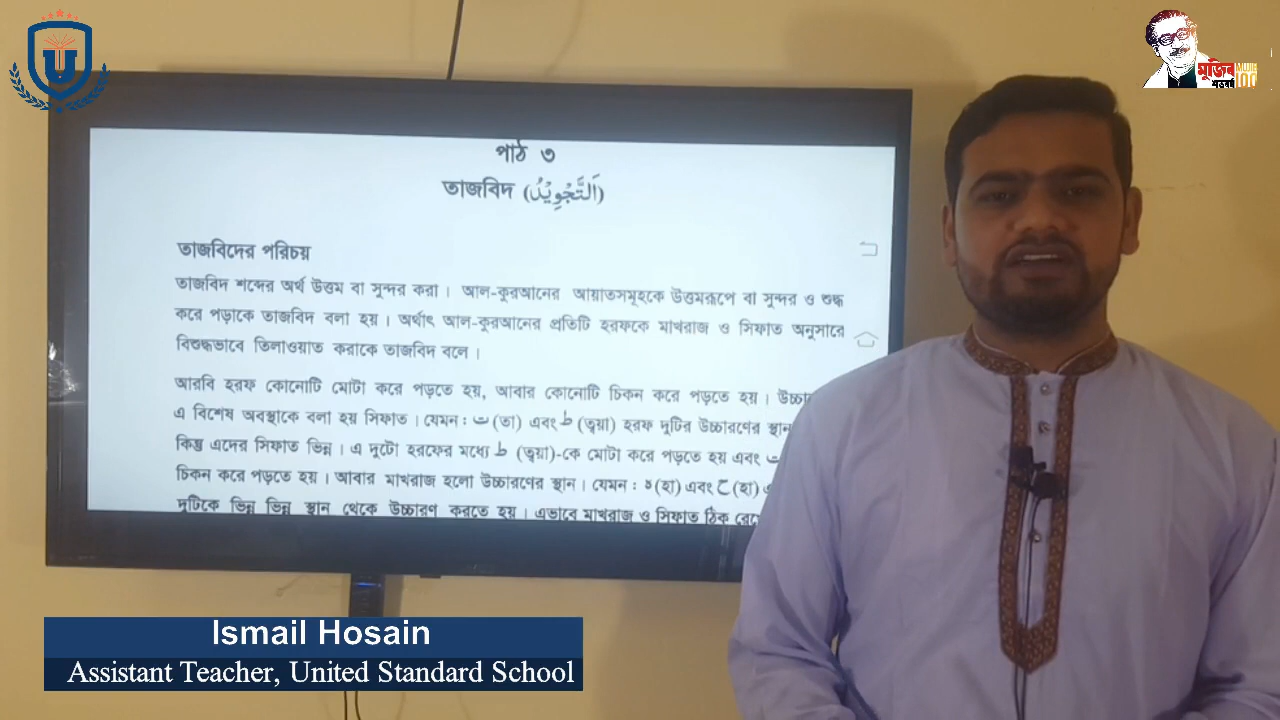 U
মুজিব
শতবর্ষ
100
পাঠ ৩
তাজবিদ (اَلتَّجْوِيْدُ)
তাজবিদের পরিচয়
তাজবিদ শব্দের অর্থ উত্তম বা সুন্দর করা। আল-কুরআনের আয়াতসমূহকে উত্তমরূপে বা সুন্দর ও শুদ্ধ
করে পড়াকে তাজবিদ বলা হয়। অর্থাৎ আল-কুরআনের প্রতিটি হরফকে মাখরাজ ও সিফাত অনুসারে
বিশুদ্ধভাবে তিলাওয়াত করাকে তাজবিদ বলে।
আরবি হরফ কোনোটি মোটা করে পড়তে হয়, আবার কোনোটি চিকন করে পড়তে হয়।
এ বিশেষ অবস্থাকে বলা হয় সিফাত। যেমন : ت (তা) এবং ط (ত্বয়া) হরফ দুটির উচ্চারণের স্থান
কিন্তু এদের সিফাত ভিন্ন। এ দুটো হরফের মধ্যে ط (ত্বয়া)-কে মোটা করে পড়তে হয় এবং ت
চিকন করে পড়তে হয়। আবার মাখরাজ হলো উচ্চারণের স্থান। যেমন : ه (হা) এবং ح (হা)
দুটিকে ভিন্ন ভিন্ন স্থান থেকে উচ্চারণ করতে হয়। এভাবে মাখরাজ ও সিফাত ঠিক
Ismail Hosain
Assistant Teacher, United Standard School